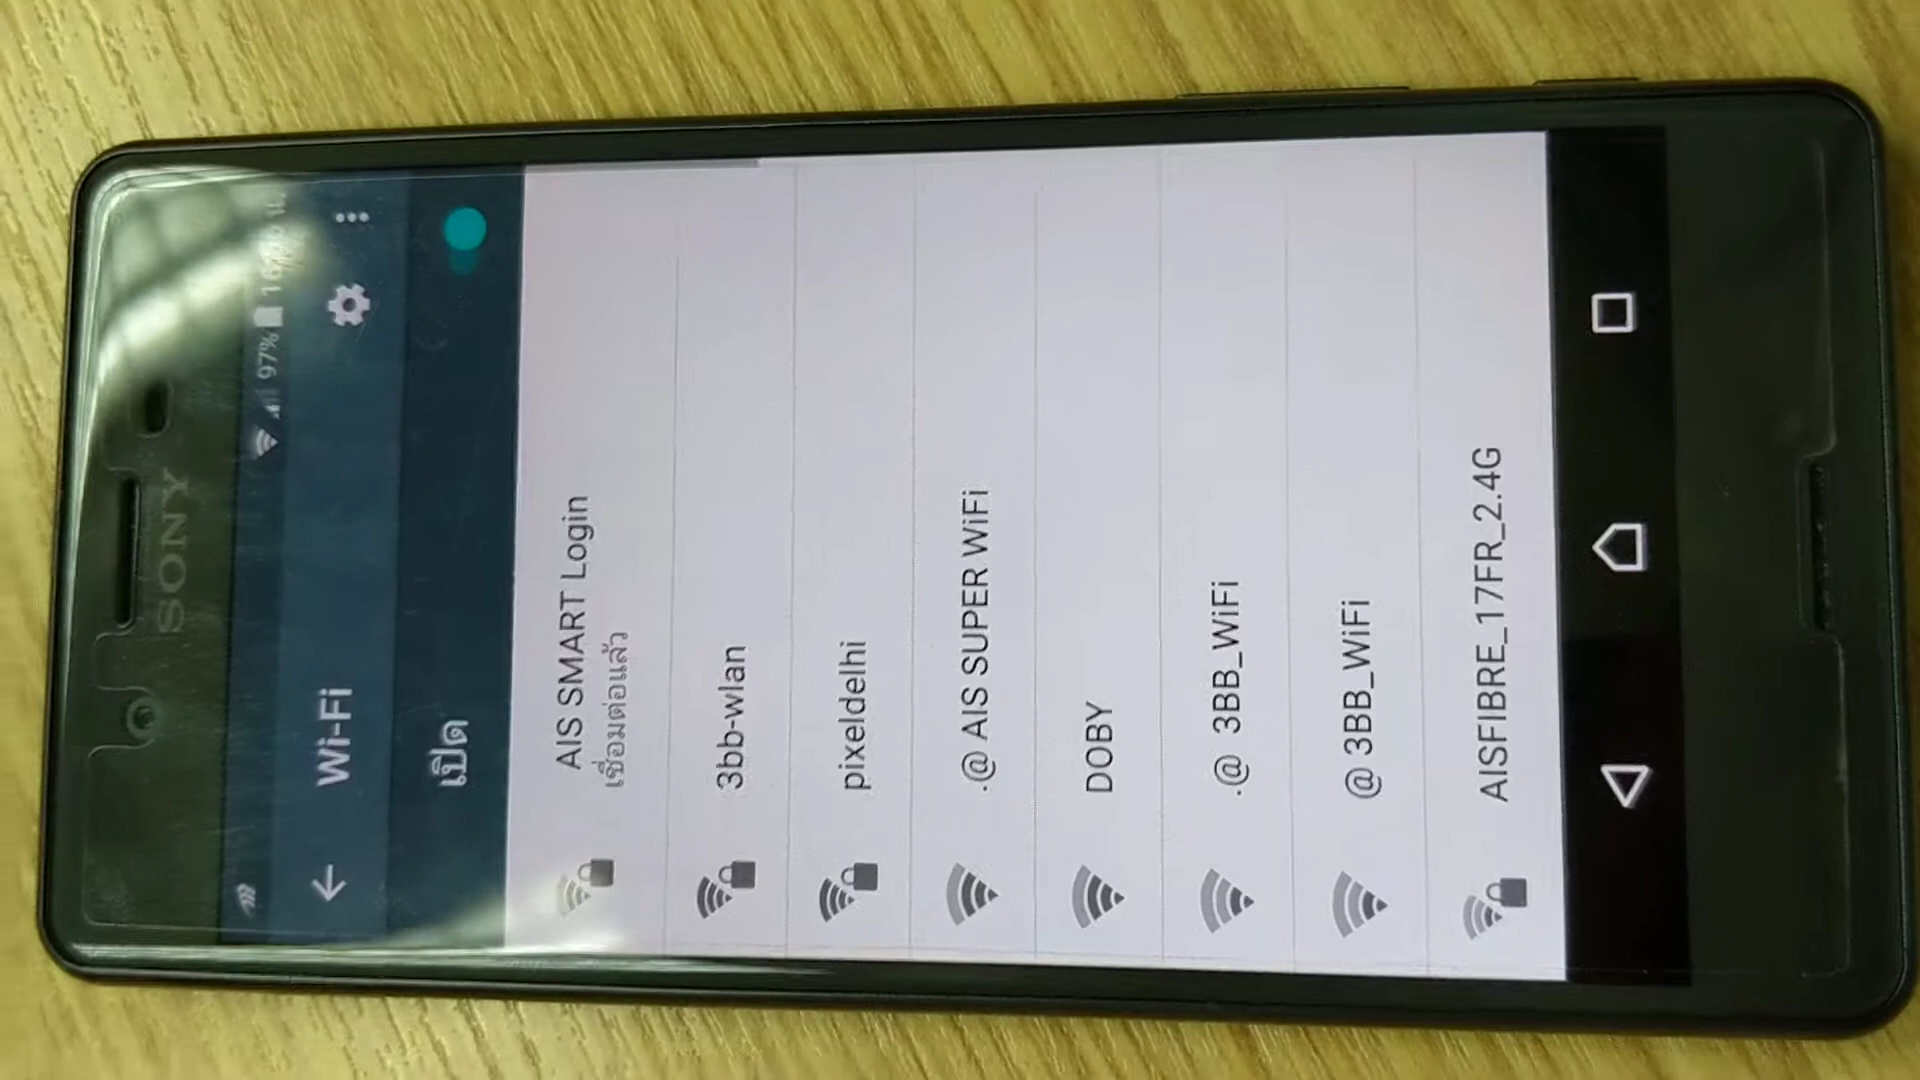 SONY
97%
Wi-Fi
เปิด
AIS SMART Login
เชื่อมต่อแล้ว
3bb-wlan
pixeldelhi
.@ AIS SUPER WiFi
DOBY
.@ 3BB_WiFi
@ 3BB_WiFi
AISFIBRE_17FR_2.4G